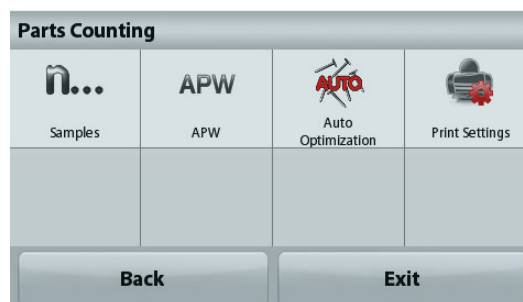 Parts Counting
n...
APW
AUTO
Samples
APW
Auto
Optimization
Print Settings
Back
Exit